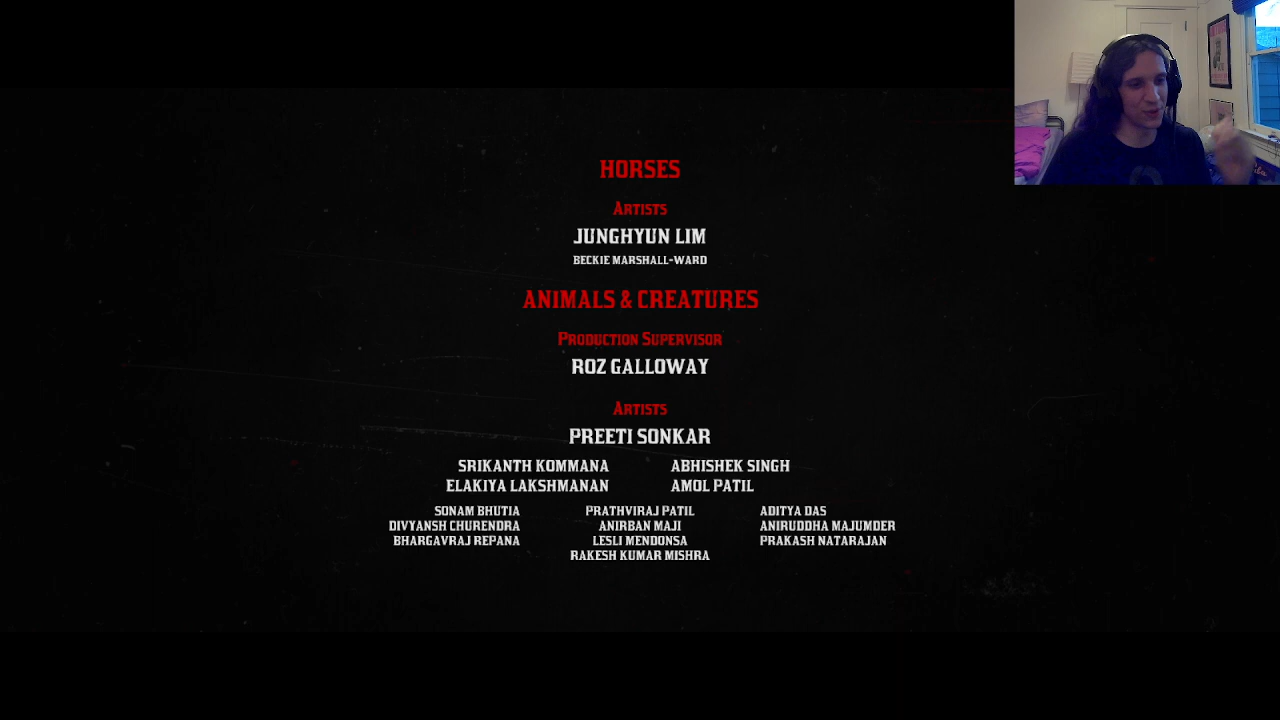 HORSES
ARTISTS
JUNGHYUN LIM
BECKIE MARSHALL-WARD
ANIMALS & CREATURES
PRODUCTION SUPERVISOR
ROZ GALLOWAY
ARTISTS
PREETI SONKAR
SRIKANTH KOMMANA ABHISHEK SINGH
ELAKIYA LAKSHMANAN AMOL PATIL
SONAM BHUTIA PRATHVIRAJ PATIL ADITYA DAS
DIVYANSH CHURENDRA ANIRBAN MAJI ANIRUDDHA MAJUMDER
BHARGAVRAJ REPANA LESLI MENDONSA PRAKASH NATARAJAN
RAKESH KUMAR MISHRA